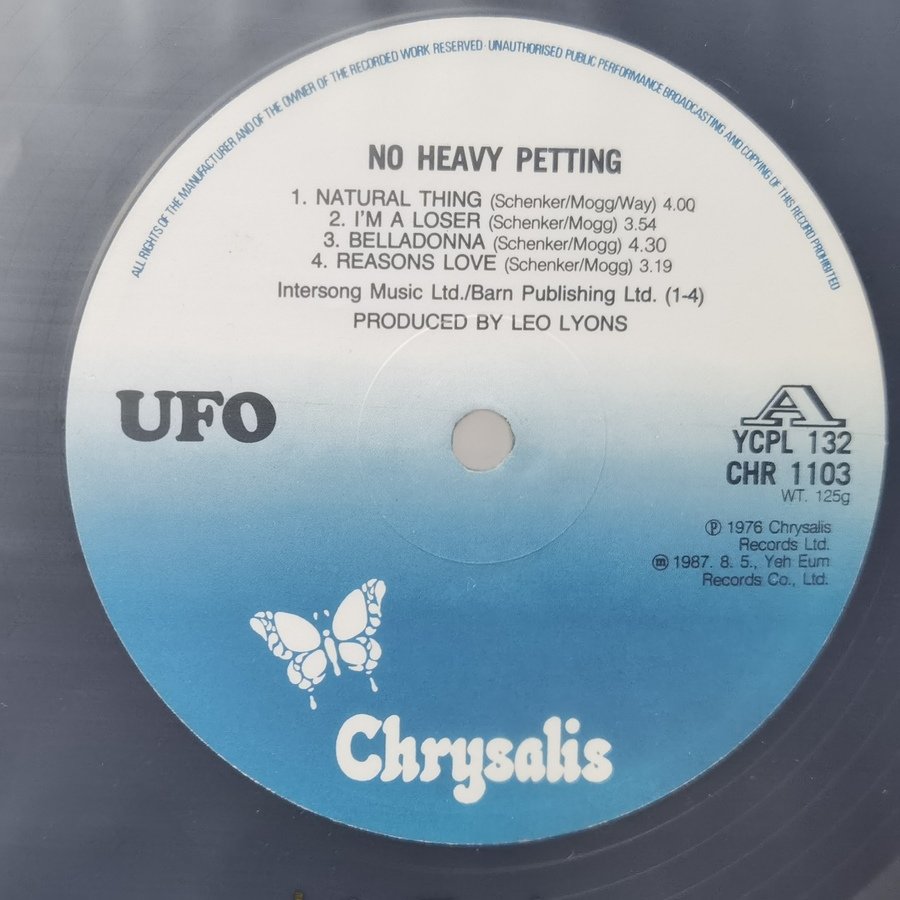 ALL RIGHTS OF THE MANUFACTURER AND OF THE OWNER OF THE RECORDED WORK RESERVED· UNAUTHORISED PUBLIC PERFORMANCE BROADCASTING AND COPYING OF THIS RECORD PROHIBITED
NO HEAVY PETTING
1. NATURAL THING (Schenker/Mogg/Way) 4.00
2. I'M A LOSER (Schenker/Mogg) 3.54
3. BELLADONNA (Schenker/Mogg) 4.30
4. REASONS LOVE (Schenker/Mogg) 3.19
Intersong Music Ltd./Barn Publishing Ltd. (1-4)
PRODUCED BY LEO LYONS
UFO
A
YCPL 132
CHR 1103
WT. 125g
Ⓟ 1976 Chrysalis
Records Ltd.
ⓜ 1987. 8. 5., Yeh Eum
Records Co., Ltd.
Chrysalis